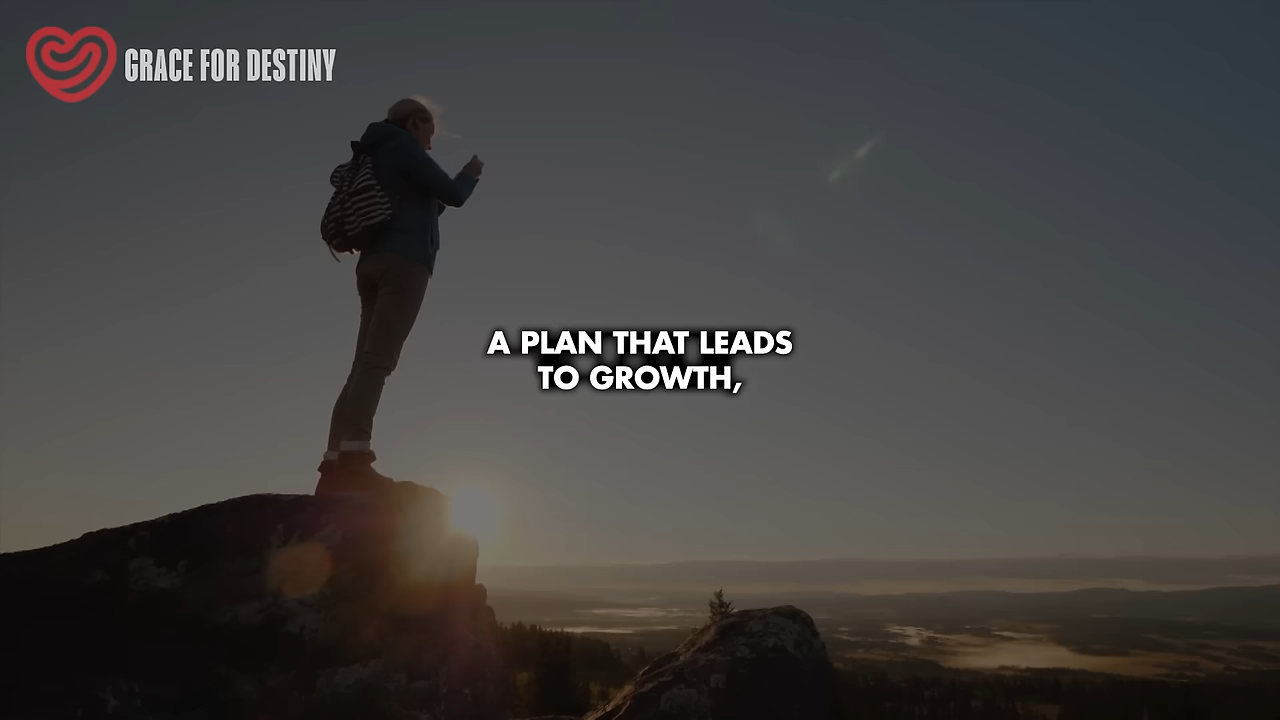 GRACE FOR DESTINY
A PLAN THAT LEADS
TO GROWTH,